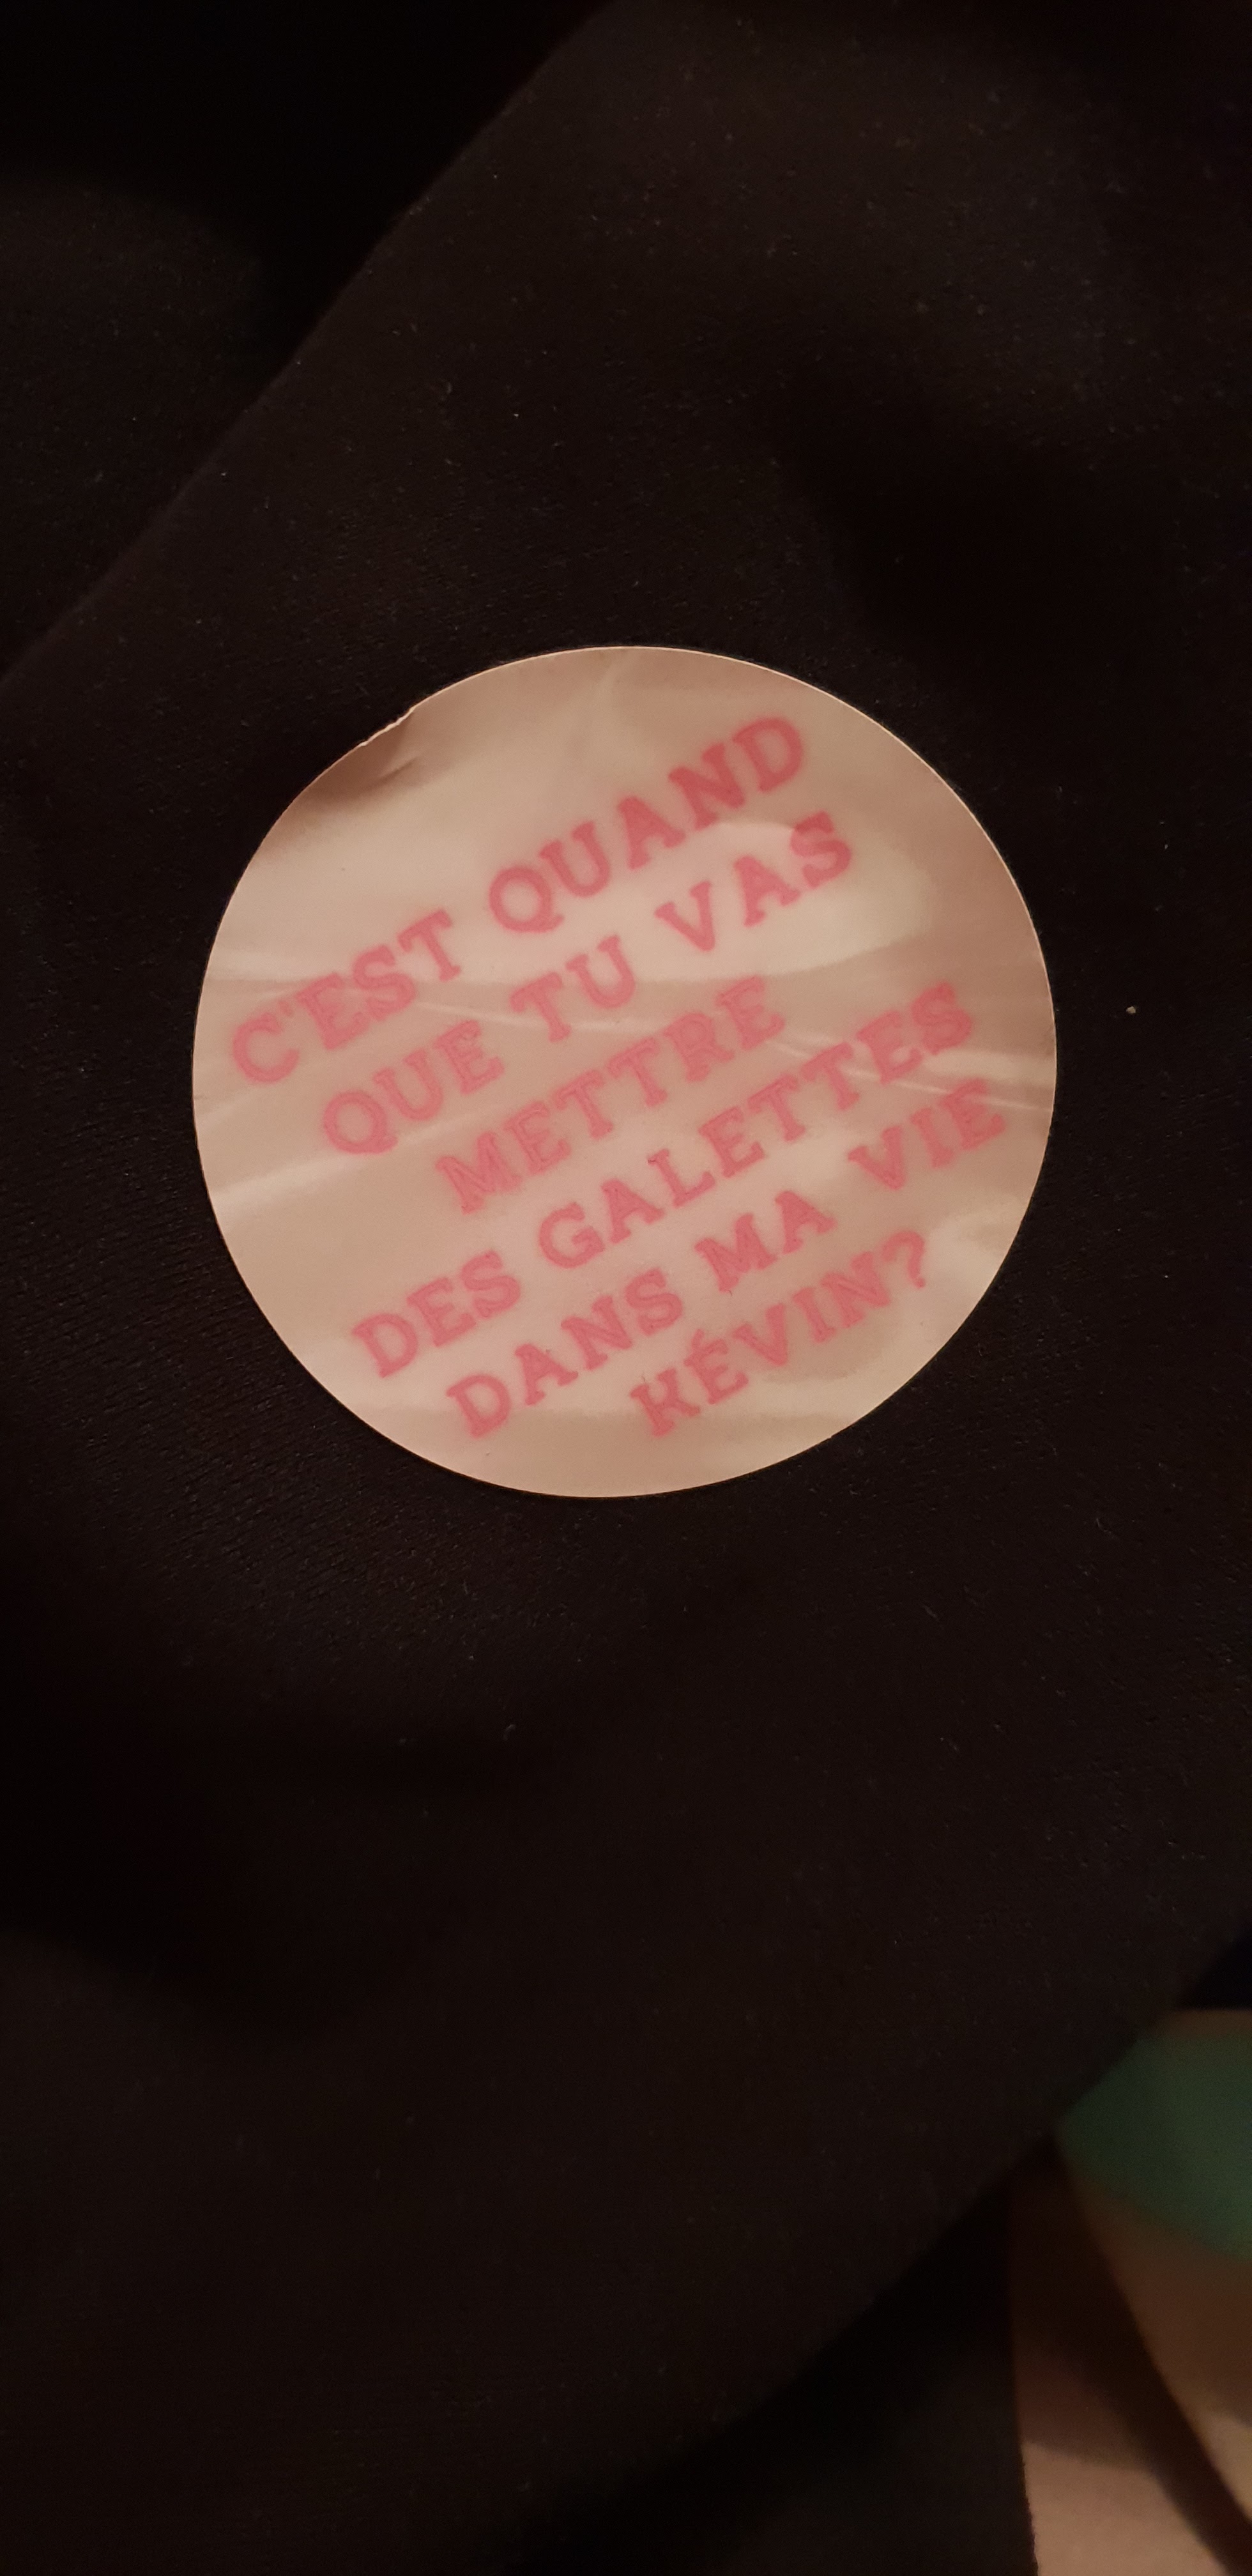 C'EST QUAND
QUE TU VAS
METTRE
DES GALETTES
DANS MA VIE
KÉVIN?